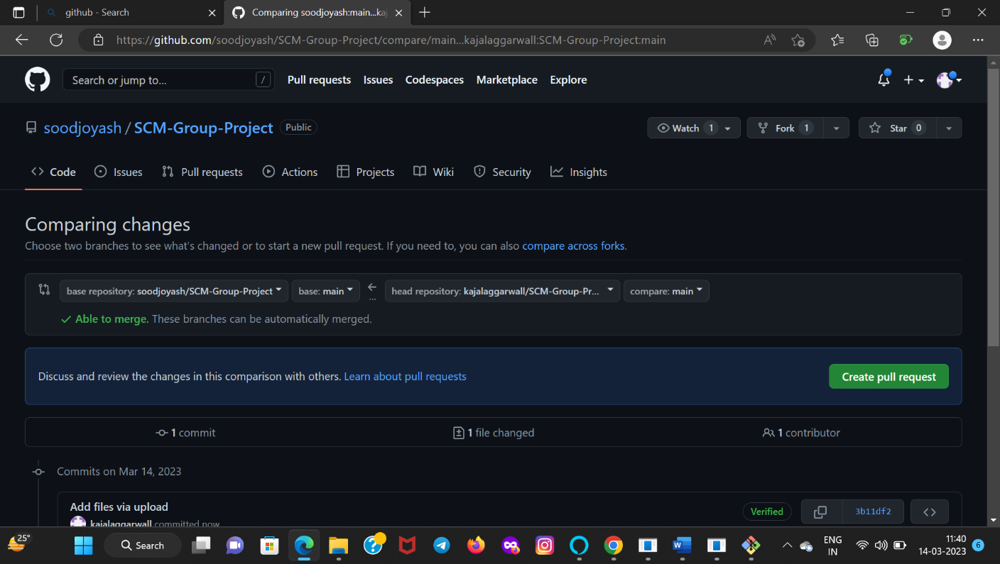 github - Search
Comparing soodjoyash:main...kaj
https://github.com/soodjoyash/SCM-Group-Project/compare/main...kajalaggarwall:SCM-Group-Project:main
Search or jump to... /
Pull requests Issues Codespaces Marketplace Explore
soodjoyash / SCM-Group-Project Public
Watch 1 Fork 1 Star 0
Code Issues Pull requests Actions Projects Wiki Security Insights
Comparing changes
Choose two branches to see what's changed or to start a new pull request. If you need to, you can also compare across forks.
base repository: soodjoyash/SCM-Group-Project base: main ... head repository: kajalaggarwall/SCM-Group-Pr... compare: main
Able to merge. These branches can be automatically merged.
Discuss and review the changes in this comparison with others. Learn about pull requests
Create pull request
1 commit 1 file changed 1 contributor
Commits on Mar 14, 2023
Add files via upload
kajalaggarwall committed now
Verified 3b11df2
25°
Search
ENG
IN
11:40
14-03-2023
6